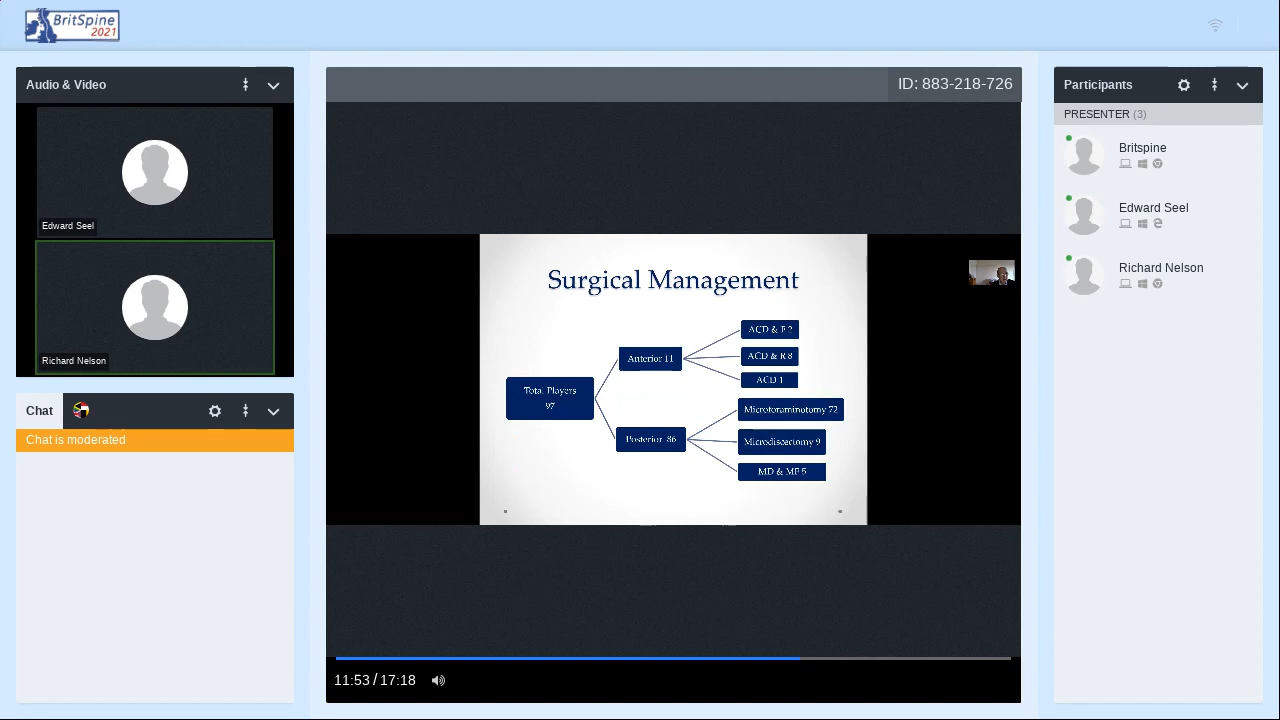 BritSpine
2021
Audio & Video
Edward Seel
Richard Nelson
Chat
Chat is moderated
ID: 883-218-726
Surgical Management
Total Players
97
Anterior 11
Posterior 86
ACD & F 2
ACD & R 8
ACD 1
Microforaminotomy 72
Microdiscectomy 9
MD & MF 5
11:53 / 17:18
Participants
PRESENTER (3)
Britspine
Edward Seel
Richard Nelson